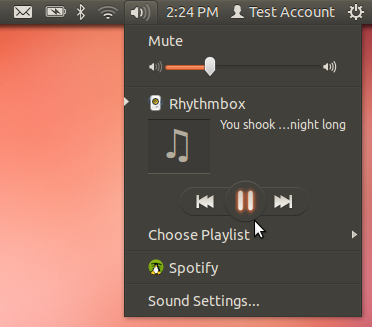 2:24 PM Test Account
Mute
Rhythmbox
You shook ...night long
Choose Playlist
Spotify
Sound Settings...